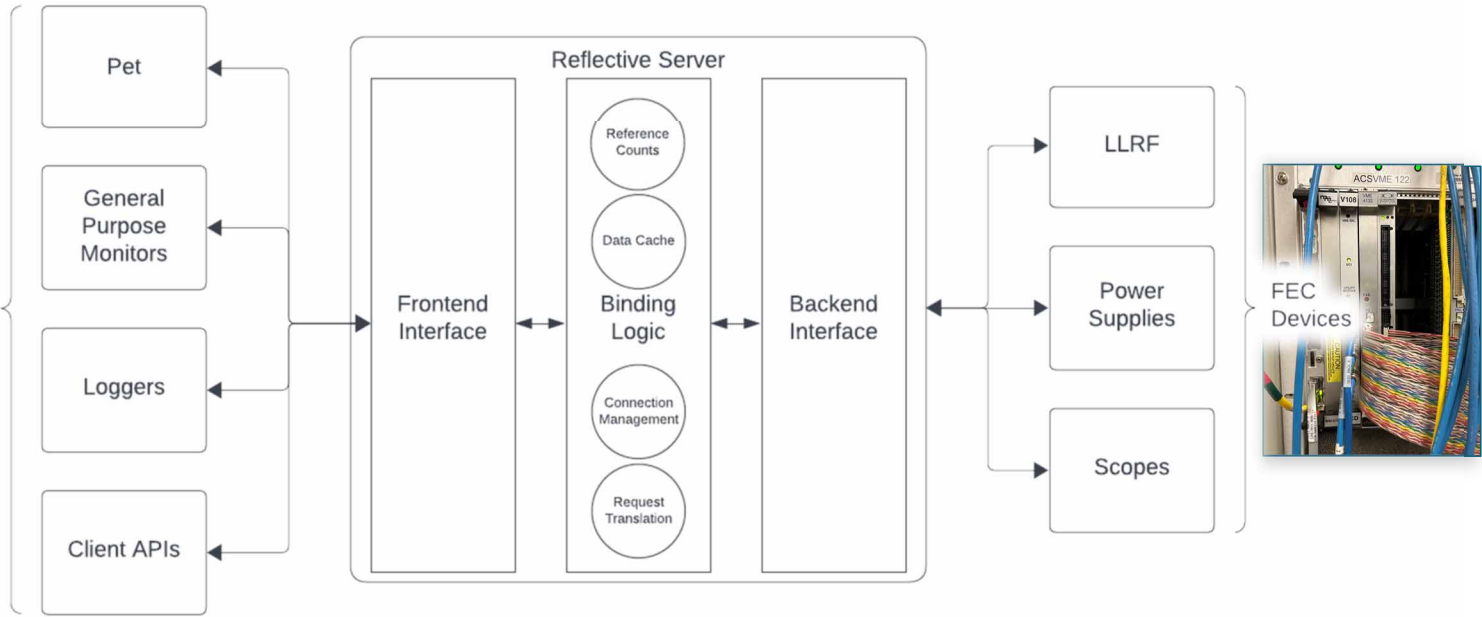 Pet
General
Purpose
Monitors
Loggers
Client APIs
Reflective Server
Frontend
Interface
Reference
Counts
Data Cache
Binding
Logic
Connection
Management
Request
Translation
Backend
Interface
LLRF
Power
Supplies
Scopes
FEC
Devices
ACSVME 122
V108